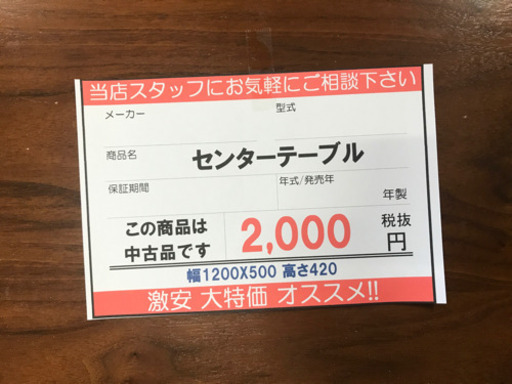 当店スタッフにお気軽にご相談下さい
メーカー 型式
商品名 センターテーブル
保証期間 年式/発売年 年製
この商品は
中古品です 2,000 税抜
円
幅1200X500 高さ420
激安 大特価 オススメ!!